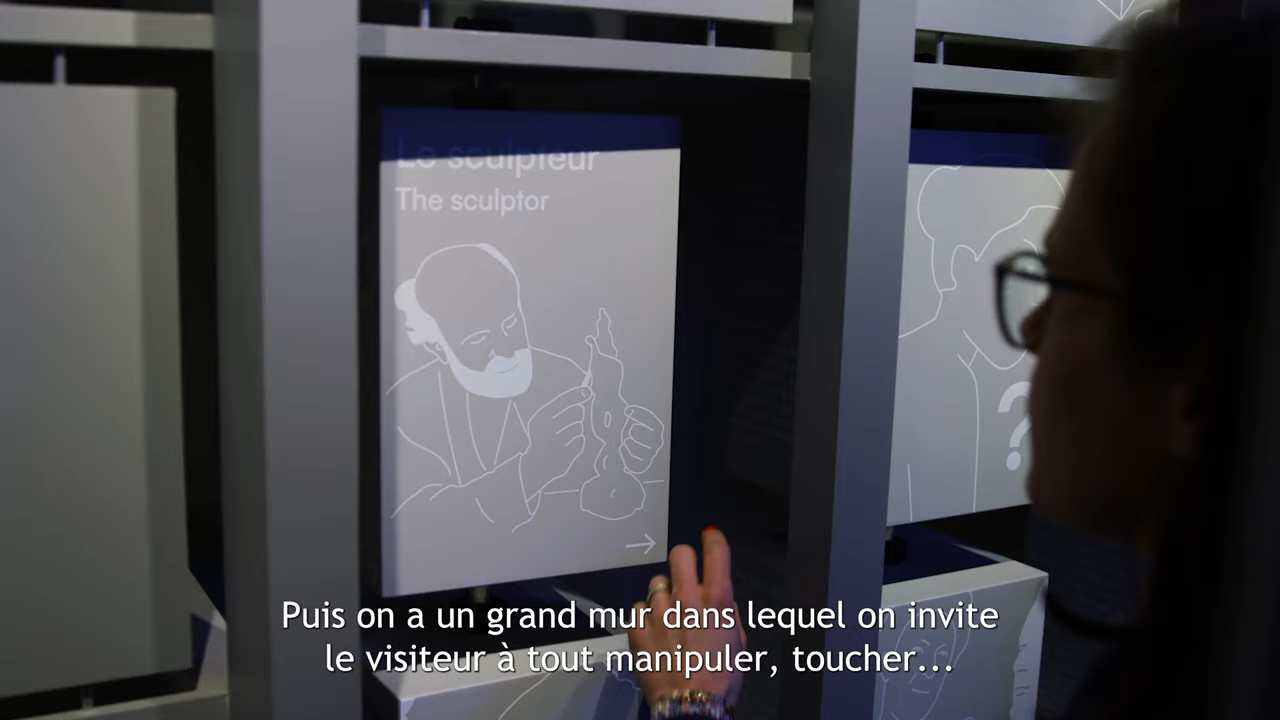 Le sculpteur
The sculptor
→
?
Puis on a un grand mur dans lequel on invite
le visiteur à tout manipuler, toucher...